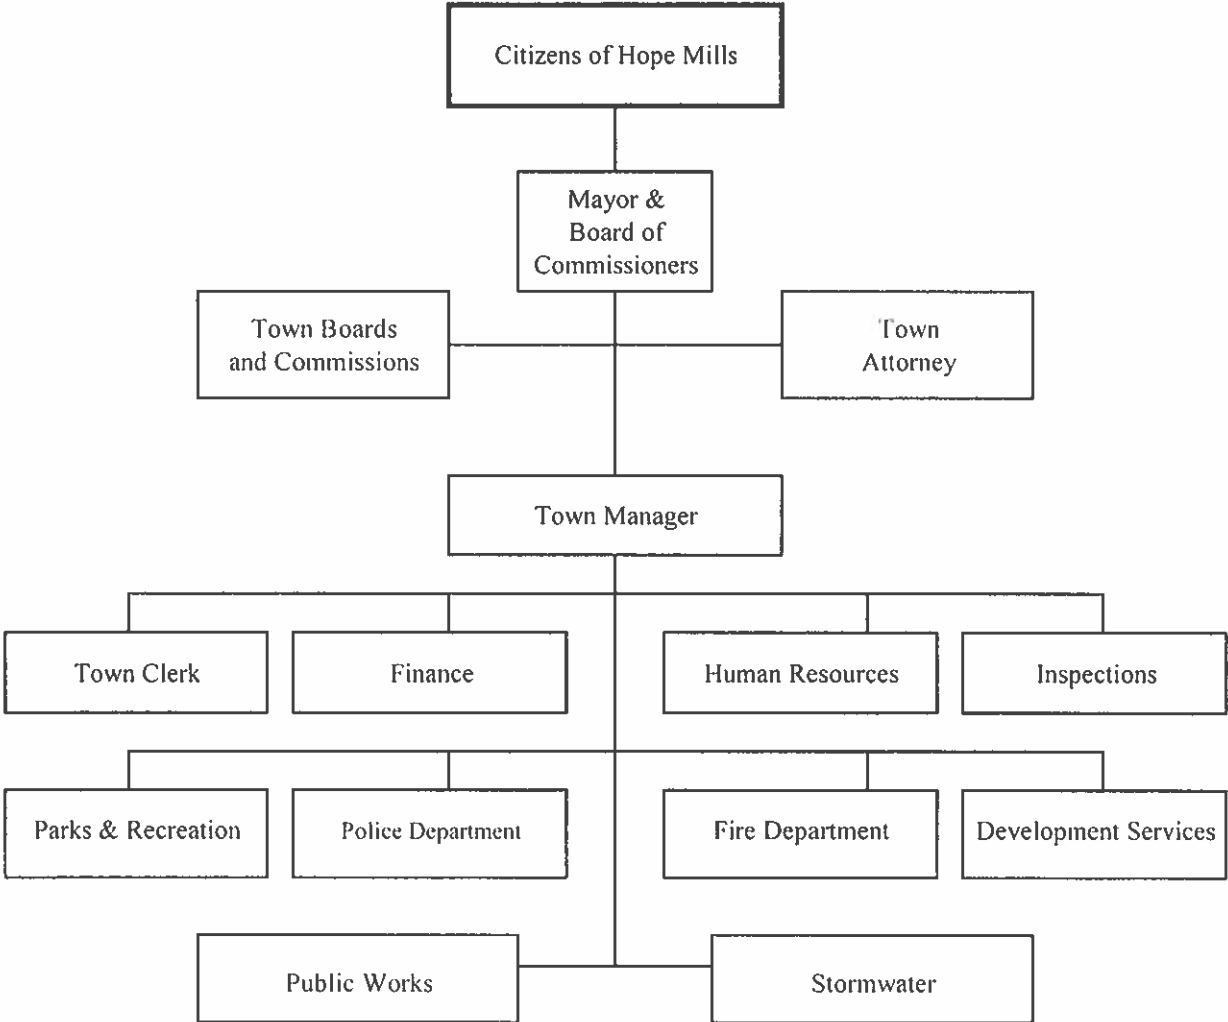 Citizens of Hope Mills
Mayor &
Board of
Commissioners
Town Boards
and Commissions
Town
Attorney
Town Manager
Town Clerk
Finance
Human Resources
Inspections
Parks & Recreation
Police Department
Fire Department
Development Services
Public Works
Stormwater